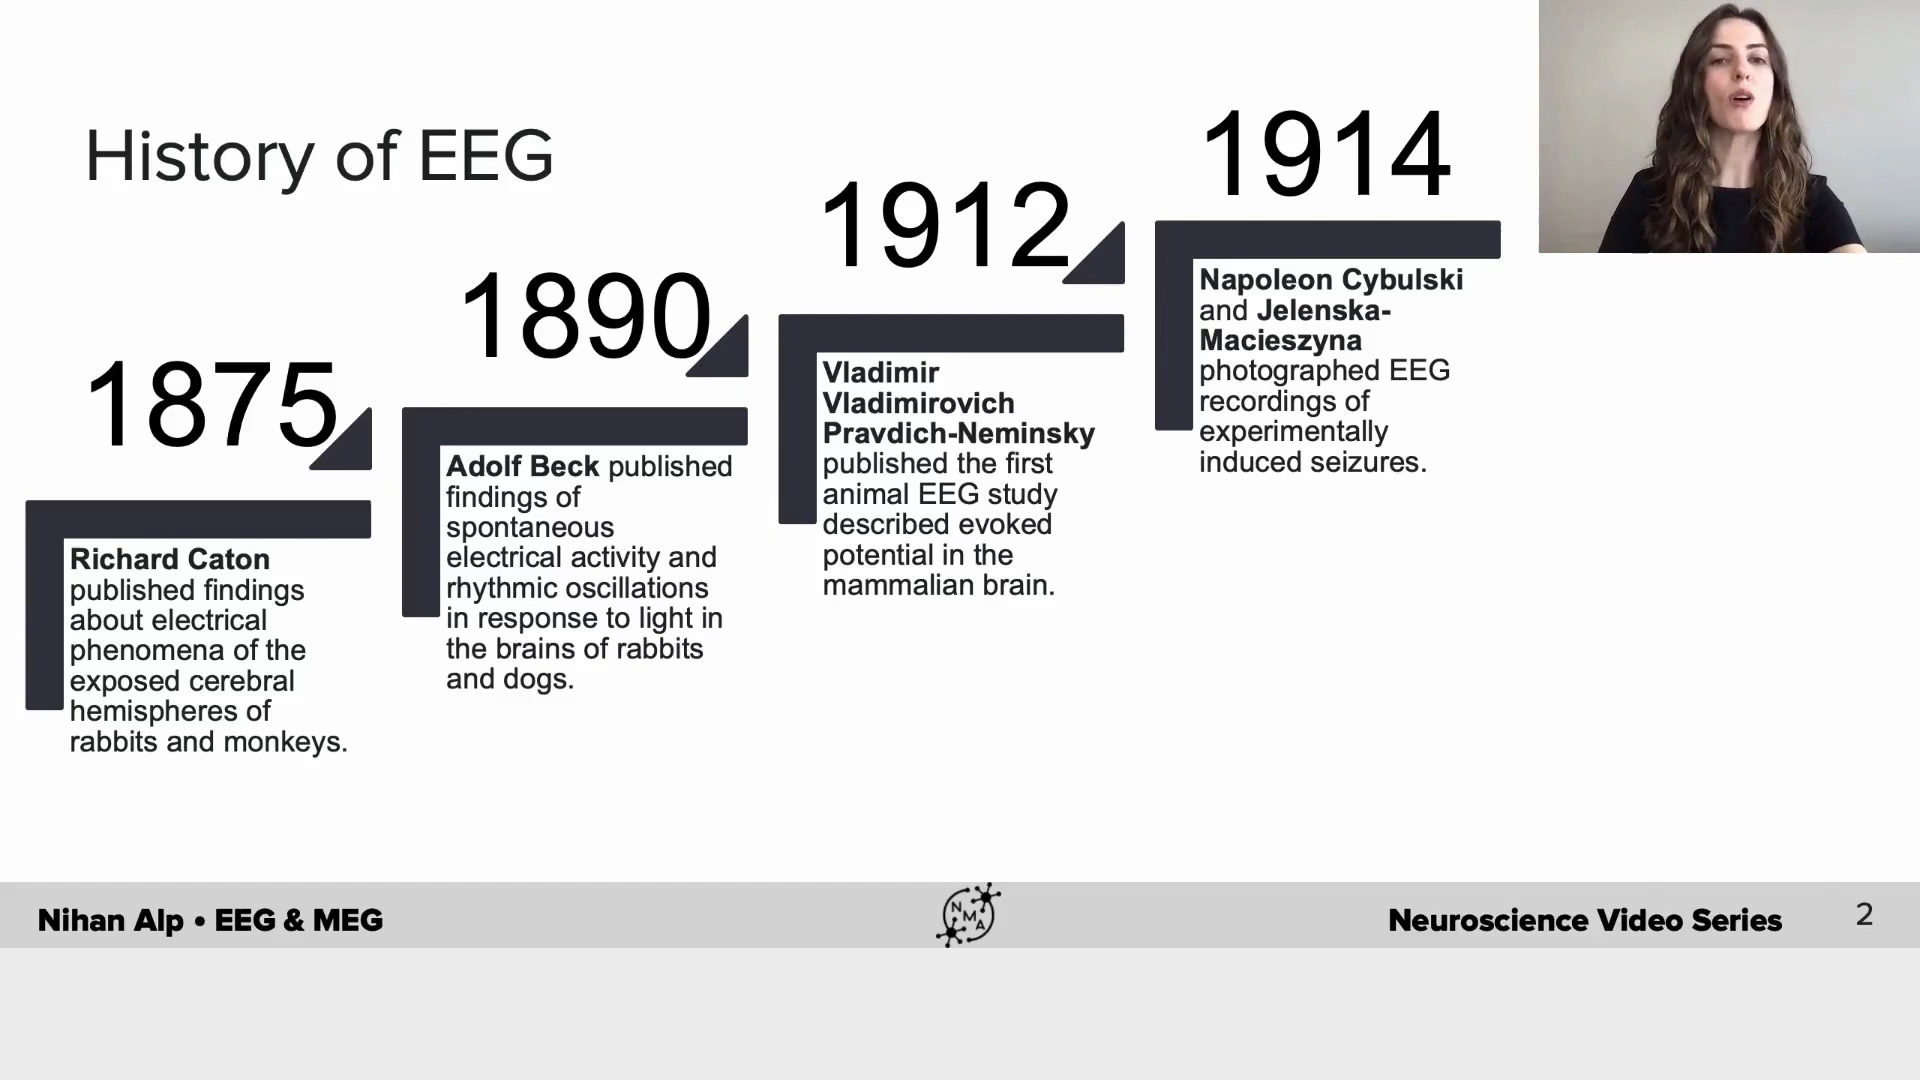 History of EEG
1875
Richard Caton
published findings
about electrical
phenomena of the
exposed cerebral
hemispheres of
rabbits and monkeys.
1890
Adolf Beck published
findings of
spontaneous
electrical activity and
rhythmic oscillations
in response to light in
the brains of rabbits
and dogs.
1912
Vladimir
Vladimirovich
Pravdich-Neminsky
published the first
animal EEG study
described evoked
potential in the
mammalian brain.
1914
Napoleon Cybulski
and Jelenska-
Macieszyna
photographed EEG
recordings of
experimentally
induced seizures.
Nihan Alp • EEG & MEG
NMA
Neuroscience Video Series
2